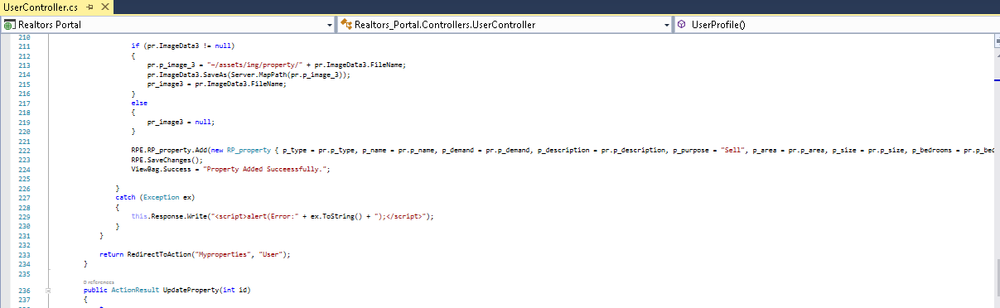 UserController.cs
Realtors Portal
Realtors_Portal.Controllers.UserController
UserProfile()
210
211 if (pr.ImageData3 != null)
212 {
213 pr.p_image_3 = "~/assets/img/property/" + pr.ImageData3.FileName;
214 pr.ImageData3.SaveAs(Server.MapPath(pr.p_image_3));
215 pr_image3 = pr.ImageData3.FileName;
216 }
217 else
218 {
219 pr_image3 = null;
220 }
221
222 RPE.RP_property.Add(new RP_property { p_type = pr.p_type, p_name = pr.p_name, p_demand = pr.p_demand, p_description = pr.p_description, p_purpose = "Sell", p_area = pr.p_area, p_size = pr.p_size, p_bedrooms = pr.p_bed
223 RPE.SaveChanges();
224 ViewBag.Success = "Property Added Succeessfully.";
225
226 }
227 catch (Exception ex)
228 {
229 this.Response.Write("<script>alert(Error:" + ex.ToString() + ");</script>");
230 }
231 }
232
233 return RedirectToAction("Myproperties", "User");
234 }
235
0 references
236 public ActionResult UpdateProperty(int id)
237 {